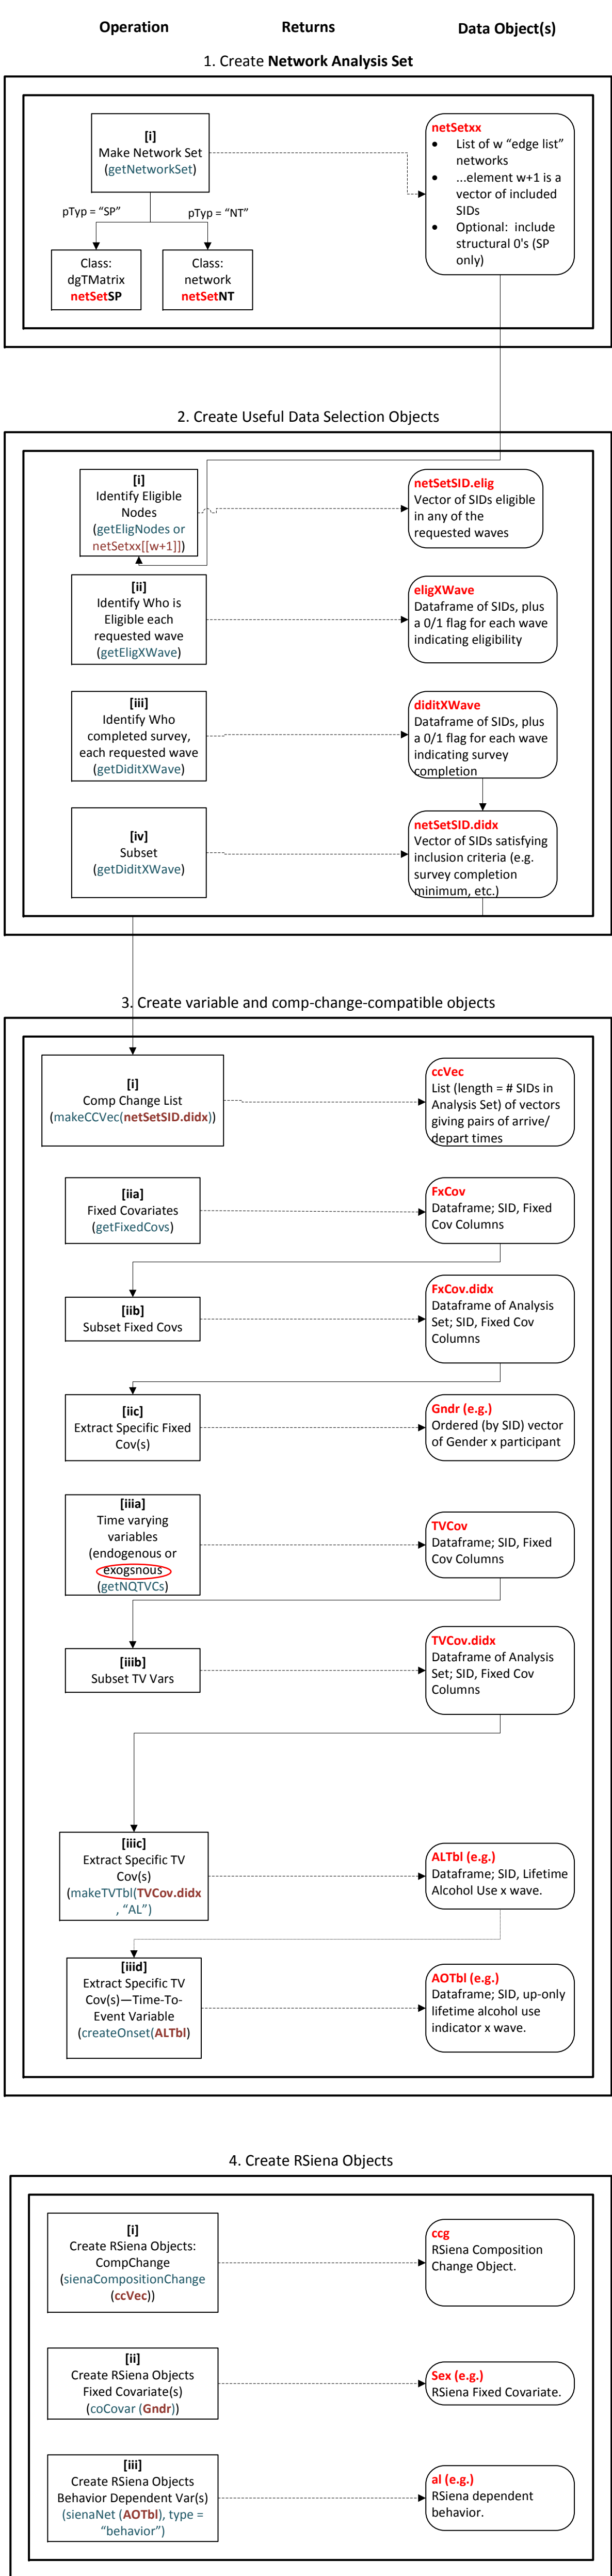 Operation
Returns
Data Object(s)
1. Create Network Analysis Set
[i]
Make Network Set
(getNetworkSet)
pTyp = “SP”
pTyp = “NT”
Class:
dgTMatrix
netSetSP
Class:
network
netSetNT
netSetxx
• List of w “edge list”
networks
• ...element w+1 is a
vector of included
SIDs
• Optional: include
structural 0's (SP
only)
2. Create Useful Data Selection Objects
[i]
Identify Eligible
Nodes
(getEligNodes or
netSetxx[[w+1]])
netSetSID.elig
Vector of SIDs eligible
in any of the
requested waves
[ii]
Identify Who is
Eligible each
requested wave
(getEligXWave)
eligXWave
Dataframe of SIDs, plus
a 0/1 flag for each wave
indicating eligibility
[iii]
Identify Who
completed survey,
each requested wave
(getDiditXWave)
diditXWave
Dataframe of SIDs, plus
a 0/1 flag for each wave
indicating survey
completion
[iv]
Subset
(getDiditXWave)
netSetSID.didx
Vector of SIDs satisfying
inclusion criteria (e.g.
survey completion
minimum, etc.)
3. Create variable and comp-change-compatible objects
[i]
Comp Change List
(makeCCVec(netSetSID.didx))
ccVec
List (length = # SIDs in
Analysis Set) of vectors
giving pairs of arrive/
depart times
[iia]
Fixed Covariates
(getFixedCovs)
FxCov
Dataframe; SID, Fixed
Cov Columns
[iib]
Subset Fixed Covs
FxCov.didx
Dataframe of Analysis
Set; SID, Fixed Cov
Columns
[iic]
Extract Specific Fixed
Cov(s)
Gndr (e.g.)
Ordered (by SID) vector
of Gender x participant
[iiia]
Time varying
variables
(endogenous or
exogsnous
(getNQTVCs)
TVCov
Dataframe; SID, Fixed
Cov Columns
[iiib]
Subset TV Vars
TVCov.didx
Dataframe of Analysis
Set; SID, Fixed Cov
Columns
[iiic]
Extract Specific TV
Cov(s)
(makeTVTbl(TVCov.didx
, “AL”)
ALTbl (e.g.)
Dataframe; SID, Lifetime
Alcohol Use x wave.
[iiid]
Extract Specific TV
Cov(s)—Time-To-
Event Variable
(createOnset(ALTbl)
AOTbl (e.g.)
Dataframe; SID, up-only
lifetime alcohol use
indicator x wave.
4. Create RSiena Objects
[i]
Create RSiena Objects:
CompChange
(sienaCompositionChange
(ccVec))
ccg
RSiena Composition
Change Object.
[ii]
Create RSiena Objects
Fixed Covariate(s)
(coCovar (Gndr))
Sex (e.g.)
RSiena Fixed Covariate.
[iii]
Create RSiena Objects
Behavior Dependent Var(s)
(sienaNet (AOTbl), type =
“behavior”)
al (e.g.)
RSiena dependent
behavior.